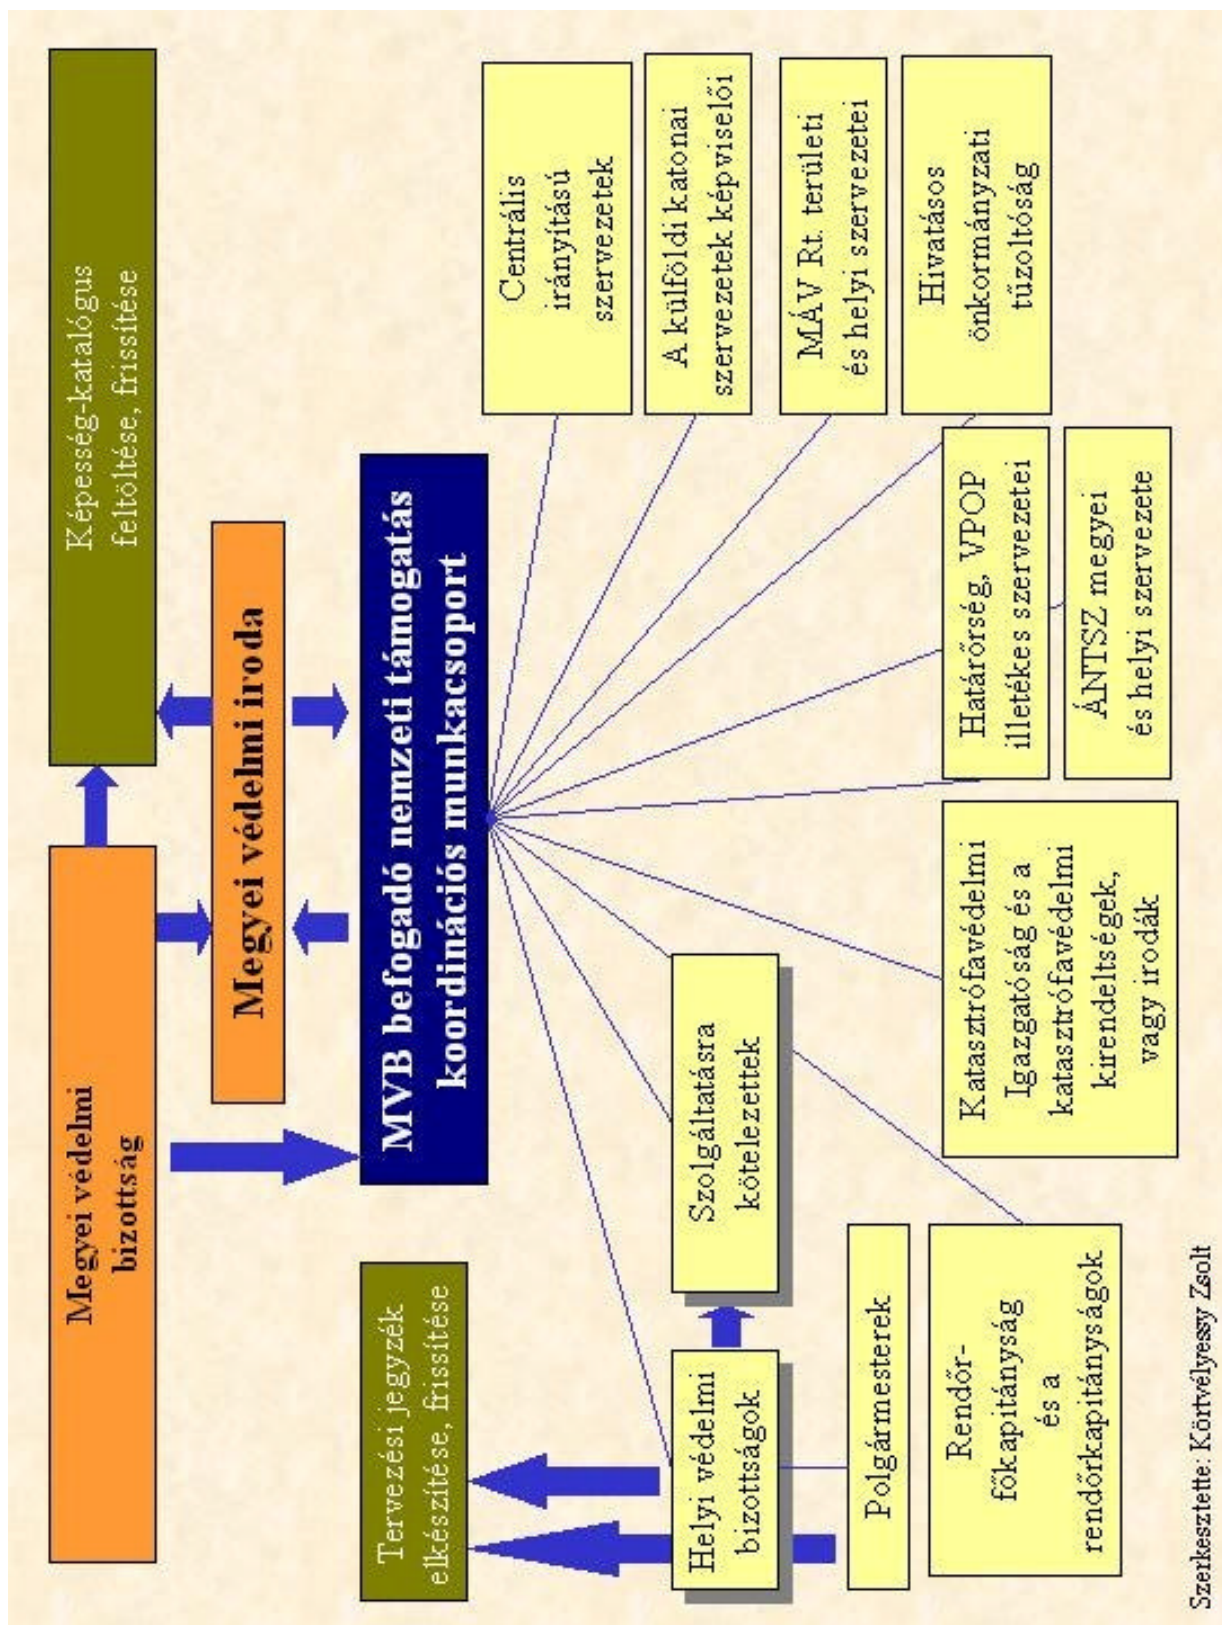 Megyei védelmi
bizottság
Képesség-katalógus
feltöltése, frissítése
Megyei védelmi iroda
Tervezési jegyzék
elkészítése, frissítése
MVB befogadó nemzeti támogatás
koordinációs munkacsoport
Centrális
irányítású
szervezetek
A külföldi katonai
szervezetek képviselői
MÁV Rt. területi
és helyi szervezetei
Hivatásos
önkormányzati
tűzoltóság
Helyi védelmi
bizottságok
Szolgáltatásra
kötelezettek
Polgármesterek
Rendőr-
főkapitányság
és a
rendőrkapitányságok
Katasztrófavédelmi
Igazgatóság és a
katasztrófavédelmi
kirendeltségek,
vagy irodák
Határőrség, VPOP
illetékes szervezetei
ÁNTSZ megyei
és helyi szervezete
Szerkesztette: Körtvélyessy Zsolt